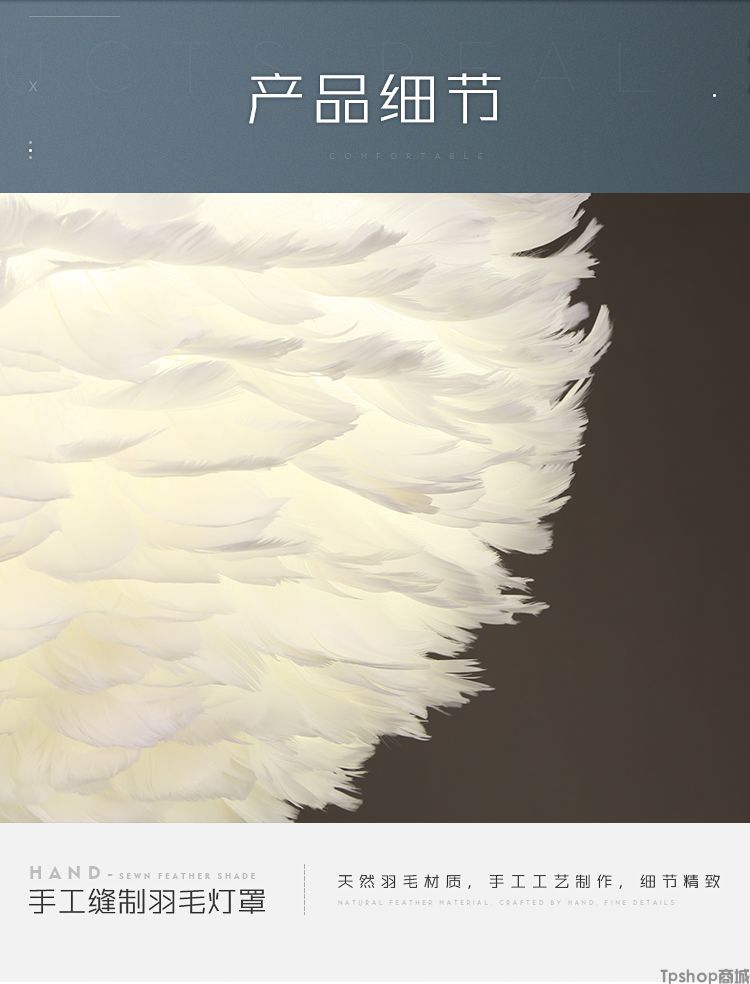 UCTS REAL
X
产品细节
COMFORTABLE
HAND-SEWN FEATHER SHADE
手工缝制羽毛灯罩
天然羽毛材质，手工工艺制作，细节精致
NATURAL FEATHER MATERIAL, CRAFTED BY HAND, FINE DETAILS
Tpshop商城